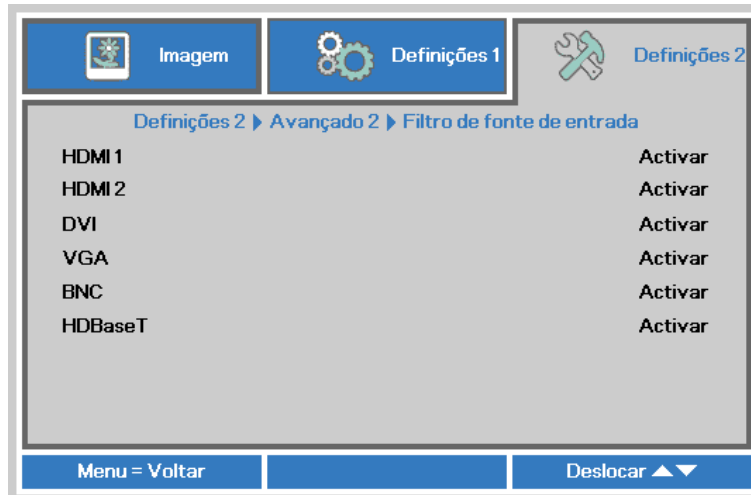 Imagem Definições 1 Definições 2
Definições 2 ▶ Avançado 2 ▶ Filtro de fonte de entrada
HDMI 1 Activar
HDMI 2 Activar
DVI Activar
VGA Activar
BNC Activar
HDBaseT Activar
Menu = Voltar Deslocar ▲▼